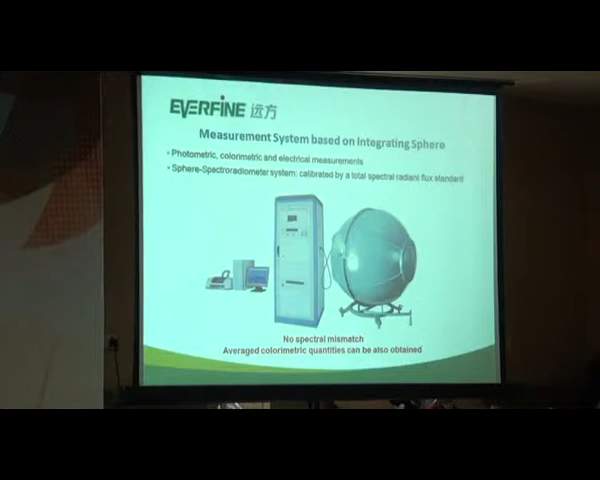 EVERFINE 远方
Measurement System based on Integrating Sphere
• Photometric, colorimetric and electrical measurements
• Sphere-Spectroradiometer system: calibrated by a total spectral radiant flux standard
No spectral mismatch
Averaged colorimetric quantities can be also obtained